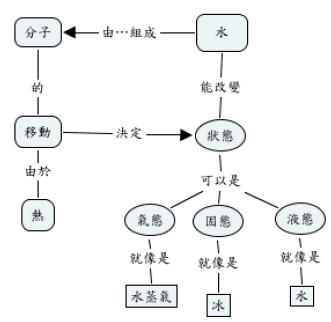 分子
由…組成
水
的
能改變
移動
決定
狀態
由於
可以是
熱
氣態
固態
液態
就像是
就像是
就像是
水蒸氣
冰
水